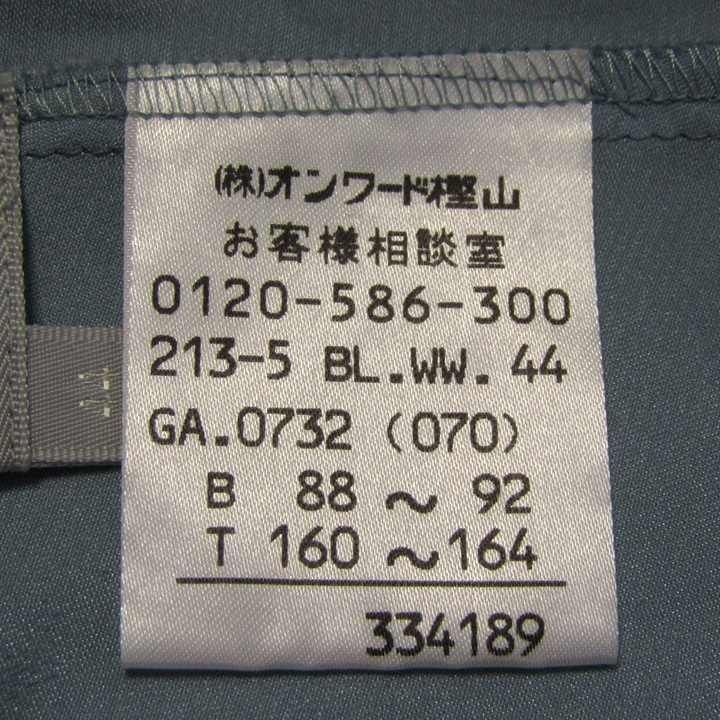 (株)オンワード樫山
お客様相談室
0120-586-300
213-5 BL.WW. 44
GA.0732 (070)
B 88 ~ 92
T 160 ~164
334189